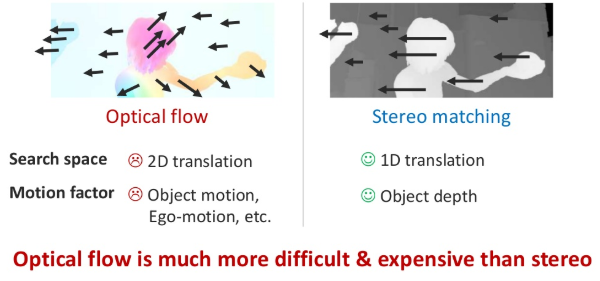 Optical flow
Stereo matching
Search space
2D translation
1D translation
Motion factor
Object motion,
Ego-motion, etc.
Object depth
Optical flow is much more difficult & expensive than stereo